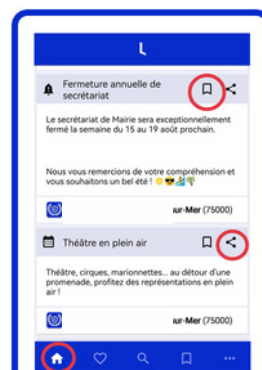 Fermeture annuelle de
secrétariat
Le secrétariat de Mairie sera exceptionnellement
fermé la semaine du 15 au 19 août prochain.
Nous vous remercions de votre compréhension et
vous souhaitons un bel été ! ☀️😎🏄🌴
ur-Mer (75000)
Théâtre en plein air
Théâtre, cirques, marionnettes... au détour d'une
promenade, profitez des représentations en plein
air !
ur-Mer (75000)